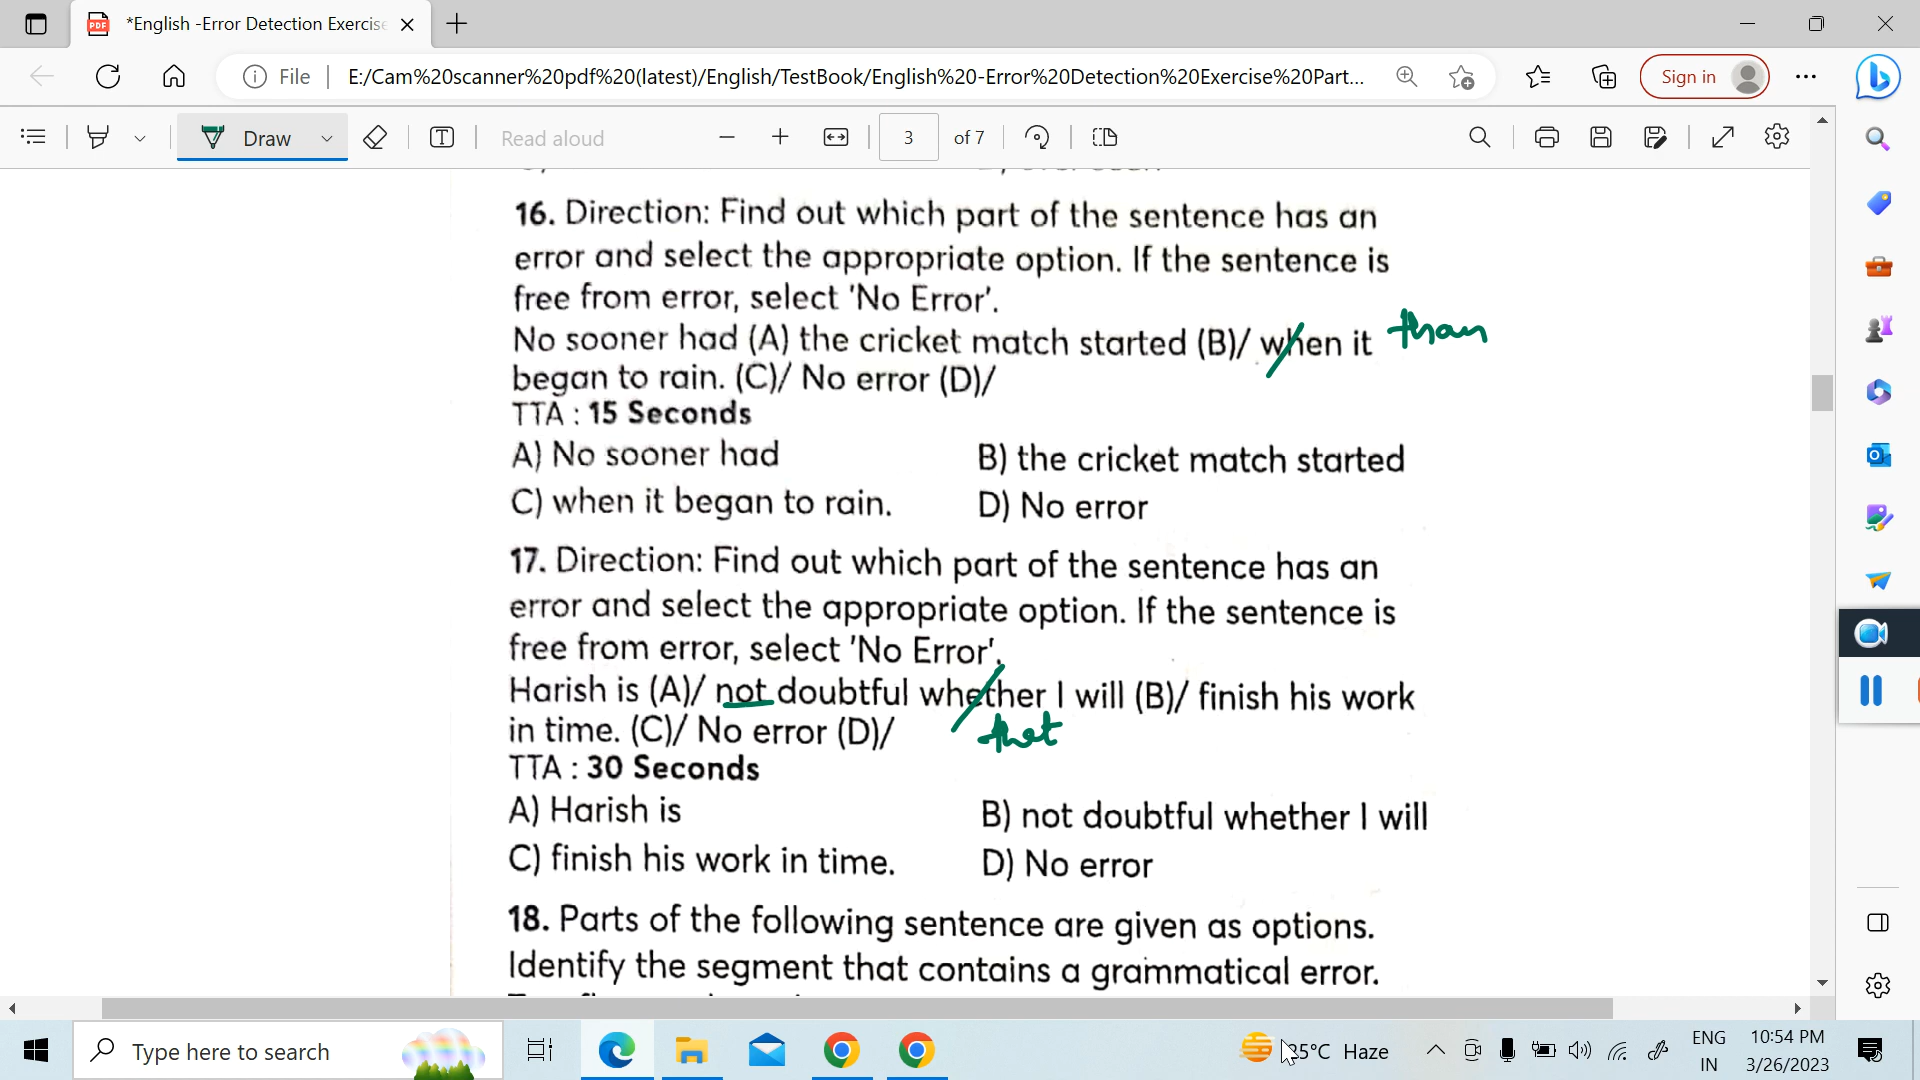 *English -Error Detection Exercise
File
E:/Cam%20scanner%20pdf%20(latest)/English/TestBook/English%20-Error%20Detection%20Exercise%20Part...
Sign in
Draw
Read aloud
3
of 7
16. Direction: Find out which part of the sentence has an
error and select the appropriate option. If the sentence is
free from error, select 'No Error'.
No sooner had (A) the cricket match started (B)/ when it than
began to rain. (C)/ No error (D)/
TTA : 15 Seconds
A) No sooner had
B) the cricket match started
C) when it began to rain.
D) No error
17. Direction: Find out which part of the sentence has an
error and select the appropriate option. If the sentence is
free from error, select 'No Error'.
Harish is (A)/ not doubtful whether I will (B)/ finish his work
in time. (C)/ No error (D)/ that
TTA : 30 Seconds
A) Harish is
B) not doubtful whether I will
C) finish his work in time.
D) No error
18. Parts of the following sentence are given as options.
Identify the segment that contains a grammatical error.
Type here to search
35°C Haze
ENG
IN
10:54 PM
3/26/2023